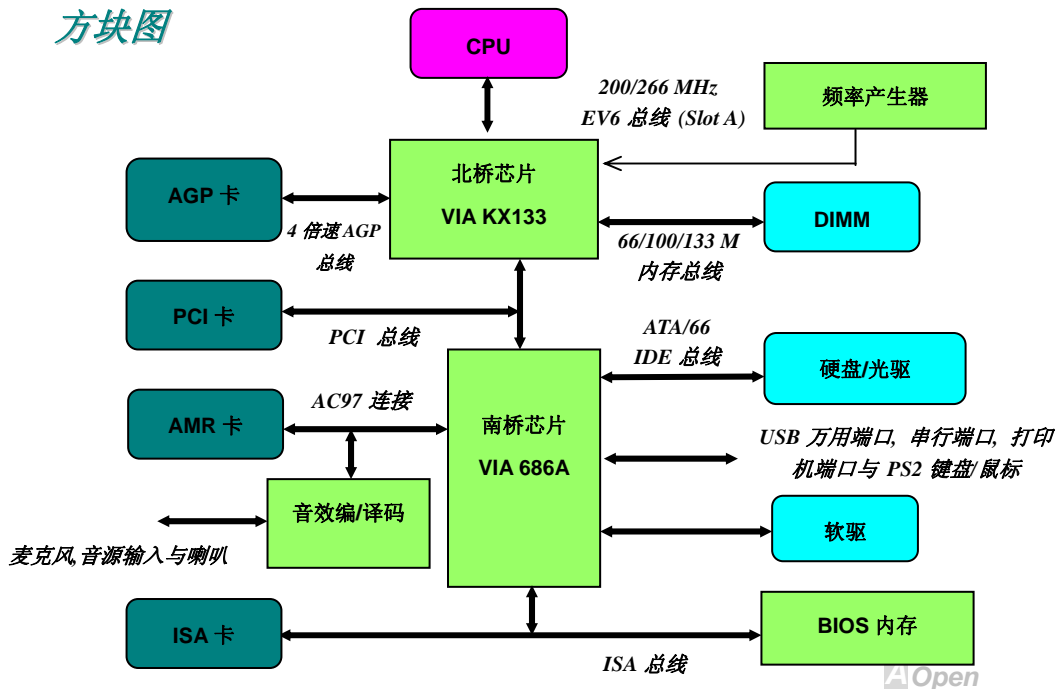 方块图
CPU
200/266 MHz
EV6 总线 (Slot A)
频率产生器
北桥芯片
VIA KX133
AGP 卡
4 倍速 AGP
总线
DIMM
66/100/133 M
内存总线
PCI 卡
PCI 总线
ATA/66
IDE 总线
硬盘/光驱
AMR 卡
AC97 连接
南桥芯片
VIA 686A
USB 万用端口, 串行端口, 打印
机端口与 PS2 键盘/鼠标
音效编/译码
麦克风,音源输入与喇叭
软驱
ISA 卡
BIOS 内存
ISA 总线
AOpen